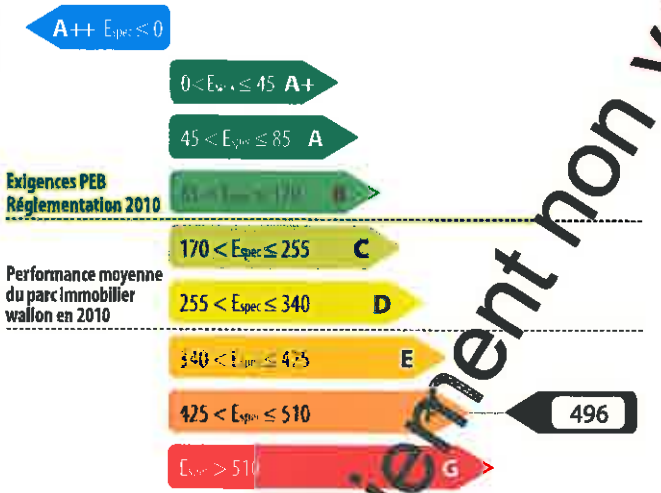 A++ Espec ≤ 0
0 < Espec ≤ 45 A+
45 < Espec ≤ 85 A
Exigences PEB
Réglementation 2010
B
170 < Espec ≤ 255 C
Performance moyenne
du parc immobilier
wallon en 2010
255 < Espec ≤ 340 D
340 < Espec ≤ 425 E
425 < Espec ≤ 510
496
Espec > 510 G
non